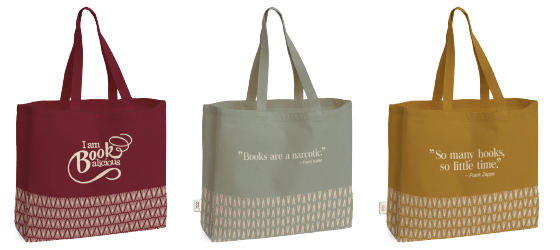 I am
Book
alicious
"Books are a narcotic."
- Franz Kafka
"So many books,
so little time."
- Frank Zappa